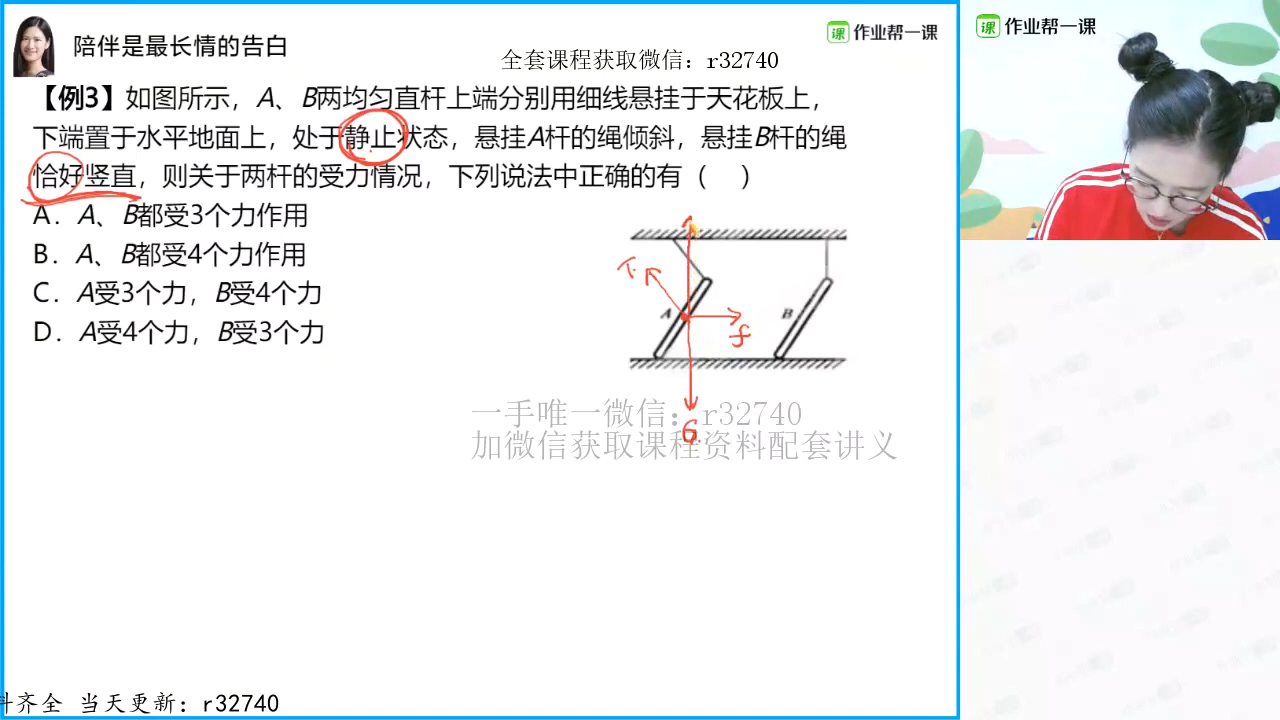 陪伴是最长情的告白
作业帮一课
作业帮一课
全套课程获取微信：r32740
【例3】如图所示，A、B两均匀直杆上端分别用细线悬挂于天花板上，
下端置于水平地面上，处于静止状态，悬挂A杆的绳倾斜，悬挂B杆的绳
恰好竖直，则关于两杆的受力情况，下列说法中正确的有（ ）
A．A、B都受3个力作用
B．A、B都受4个力作用
C．A受3个力，B受4个力
D．A受4个力，B受3个力
T
A
B
f
G
一手唯一微信：r32740
加微信获取课程资料配套讲义
料齐全 当天更新：r32740